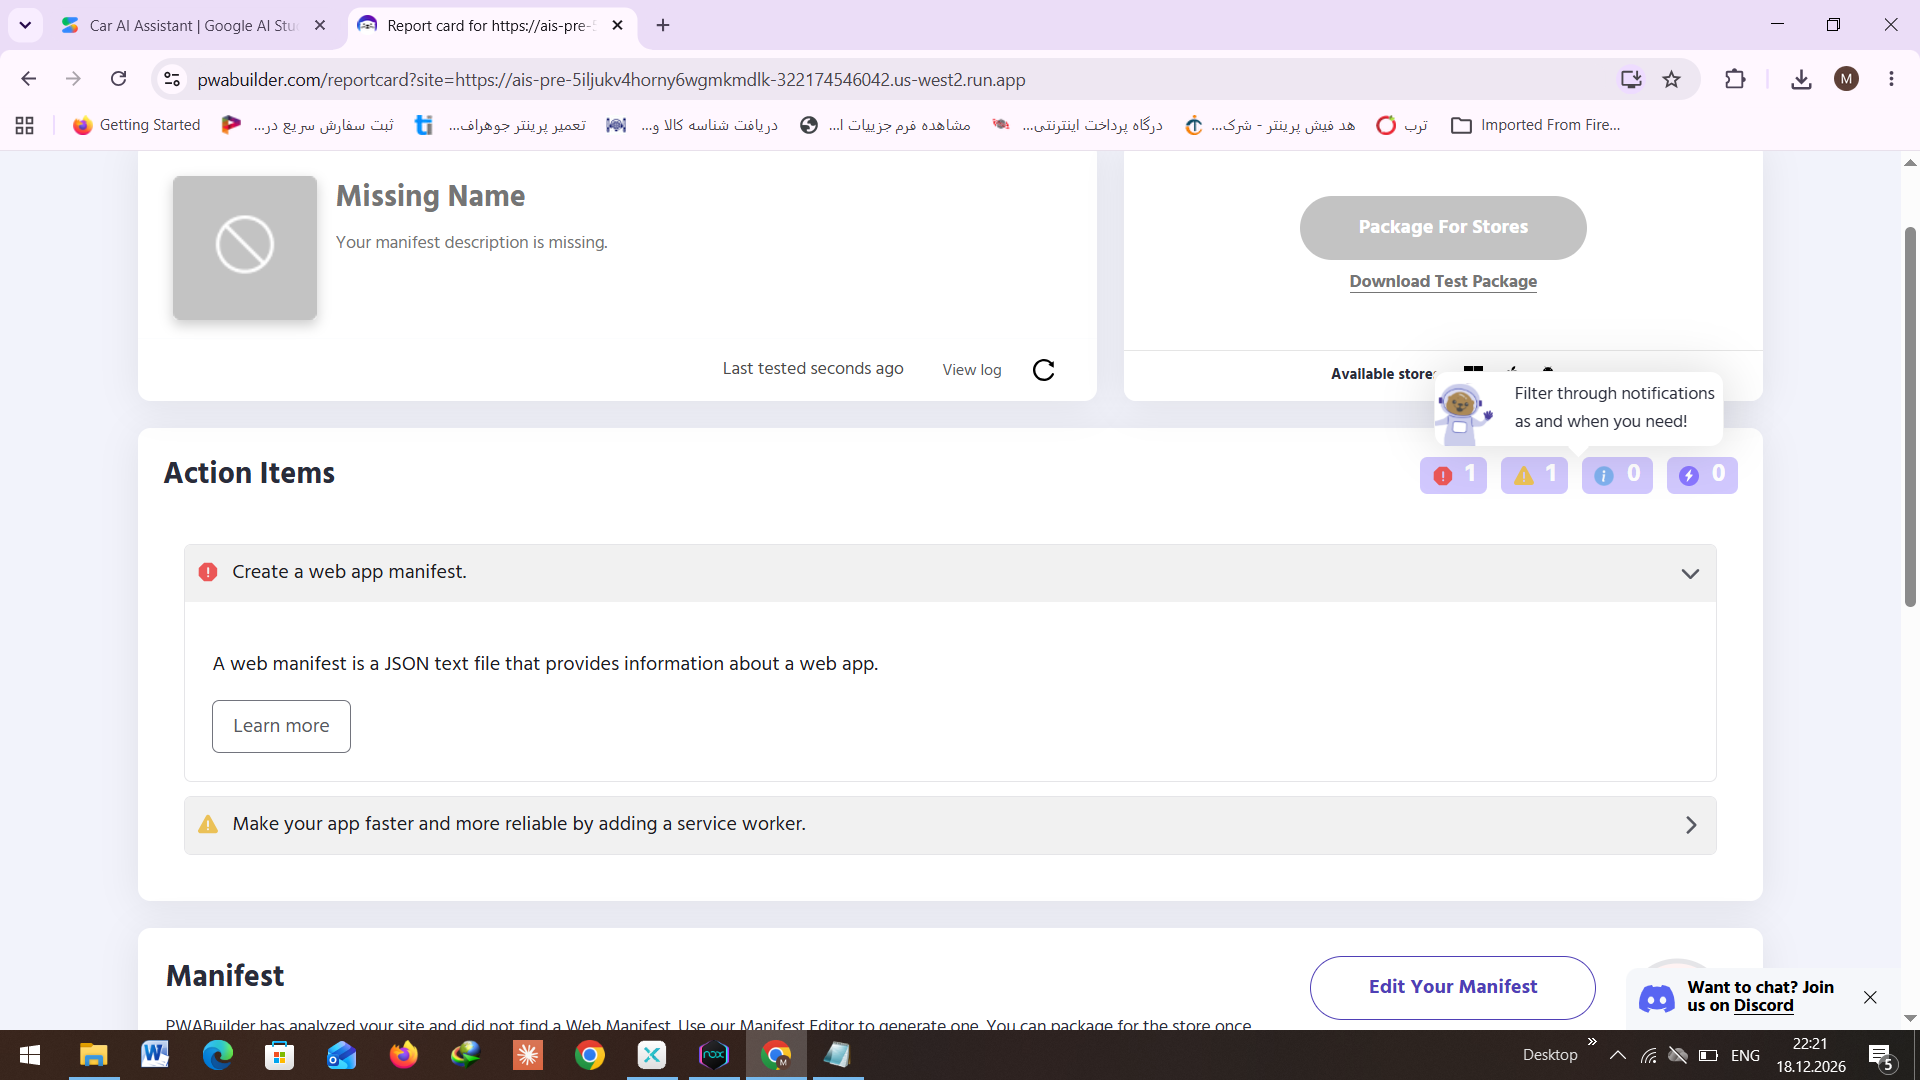 Car AI Assistant | Google AI Stu
Report card for https://ais-pre-5
pwabuilder.com/reportcard?site=https://ais-pre-5iljukv4horny6wgmkmdlk-322174546042.us-west2.run.app
M
Getting Started
ثبت سفارش سریع در...
تعمیر پرینتر جوهراف...
دریافت شناسه کالا و...
مشاهده فرم جزییات ا...
درگاه پرداخت اینترنتی...
هد فیش پرینتر - شرک...
ترب
Imported From Fire...
Missing Name
Your manifest description is missing.
Last tested seconds ago
View log
Package For Stores
Download Test Package
Available store
Filter through notifications
as and when you need!
Action Items
1
1
0
0
Create a web app manifest.
A web manifest is a JSON text file that provides information about a web app.
Learn more
Make your app faster and more reliable by adding a service worker.
Manifest
Edit Your Manifest
PWABuilder has analyzed your site and did not find a Web Manifest. Use our Manifest Editor to generate one. You can package for the store once
Want to chat? Join
us on Discord
Desktop
ENG
22:21
18.12.2026
5